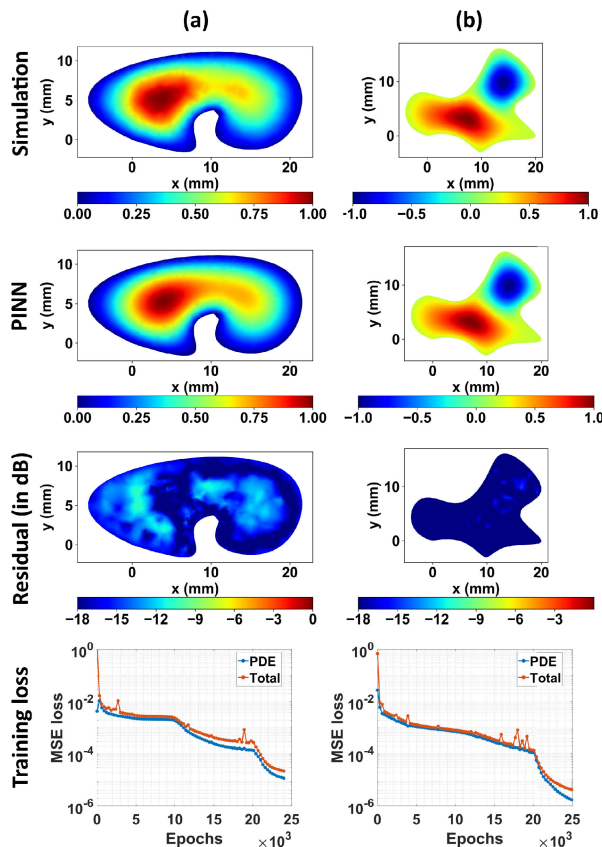 (a) (b)
Simulation
y (mm) 10 5 0
0 10 20
x (mm)
0.00 0.25 0.50 0.75 1.00
y (mm) 10 0
0 10 20
x (mm)
-1.0 −0.5 0.0 0.5 1.0
PINN
y (mm) 10 5 0
0 10 20
x (mm)
0.00 0.25 0.50 0.75 1.00
y (mm) 10 0
0 10 20
x (mm)
−1.0 −0.5 0.0 0.5 1.0
Residual (in dB)
y (mm) 10 5 0
0 10 20
x (mm)
−18 −15 −12 −9 −6 −3 0
y (mm) 10 0
0 10 20
x (mm)
−18 −15 −12 −9 −6 −3
Training loss
MSE loss
10^0
10^-2
10^-4
10^-6
PDE
Total
0 5 10 15 20 25
Epochs ×10^3
MSE loss
10^0
10^-2
10^-4
10^-6
PDE
Total
0 5 10 15 20 25
Epochs ×10^3